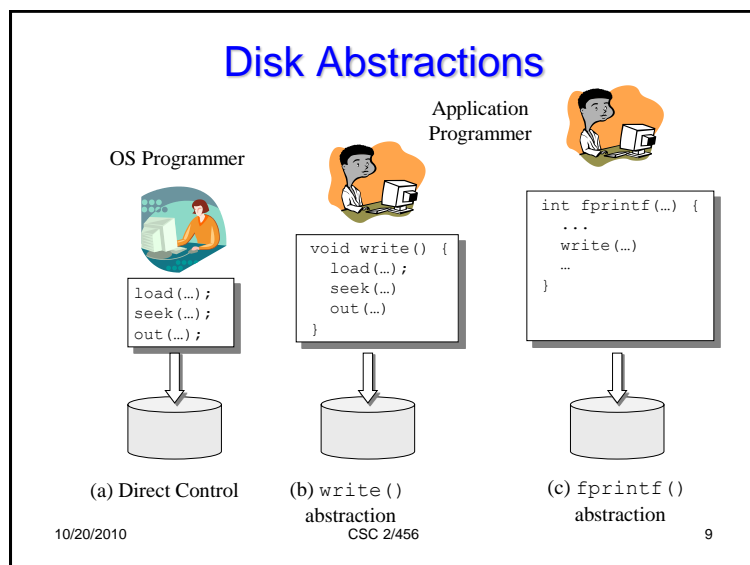 Disk Abstractions
Application
Programmer
OS Programmer
load(…);
seek(…);
out(…);
void write() {
load(…);
seek(…)
out(…)
}
int fprintf(…) {
...
write(…)
…
}
(a) Direct Control
(b) write()
abstraction
(c) fprintf()
abstraction
10/20/2010
CSC 2/456
9